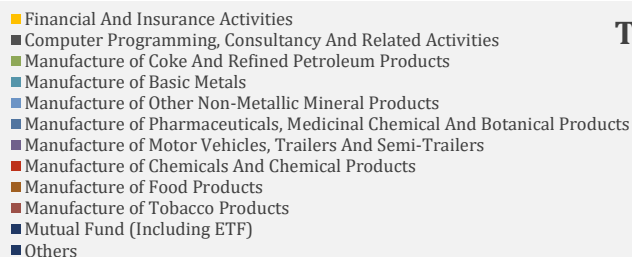 Financial And Insurance Activities
T
Computer Programming, Consultancy And Related Activities
Manufacture of Coke And Refined Petroleum Products
Manufacture of Basic Metals
Manufacture of Other Non-Metallic Mineral Products
Manufacture of Pharmaceuticals, Medicinal Chemical And Botanical Products
Manufacture of Motor Vehicles, Trailers And Semi-Trailers
Manufacture of Chemicals And Chemical Products
Manufacture of Food Products
Manufacture of Tobacco Products
Mutual Fund (Including ETF)
Others